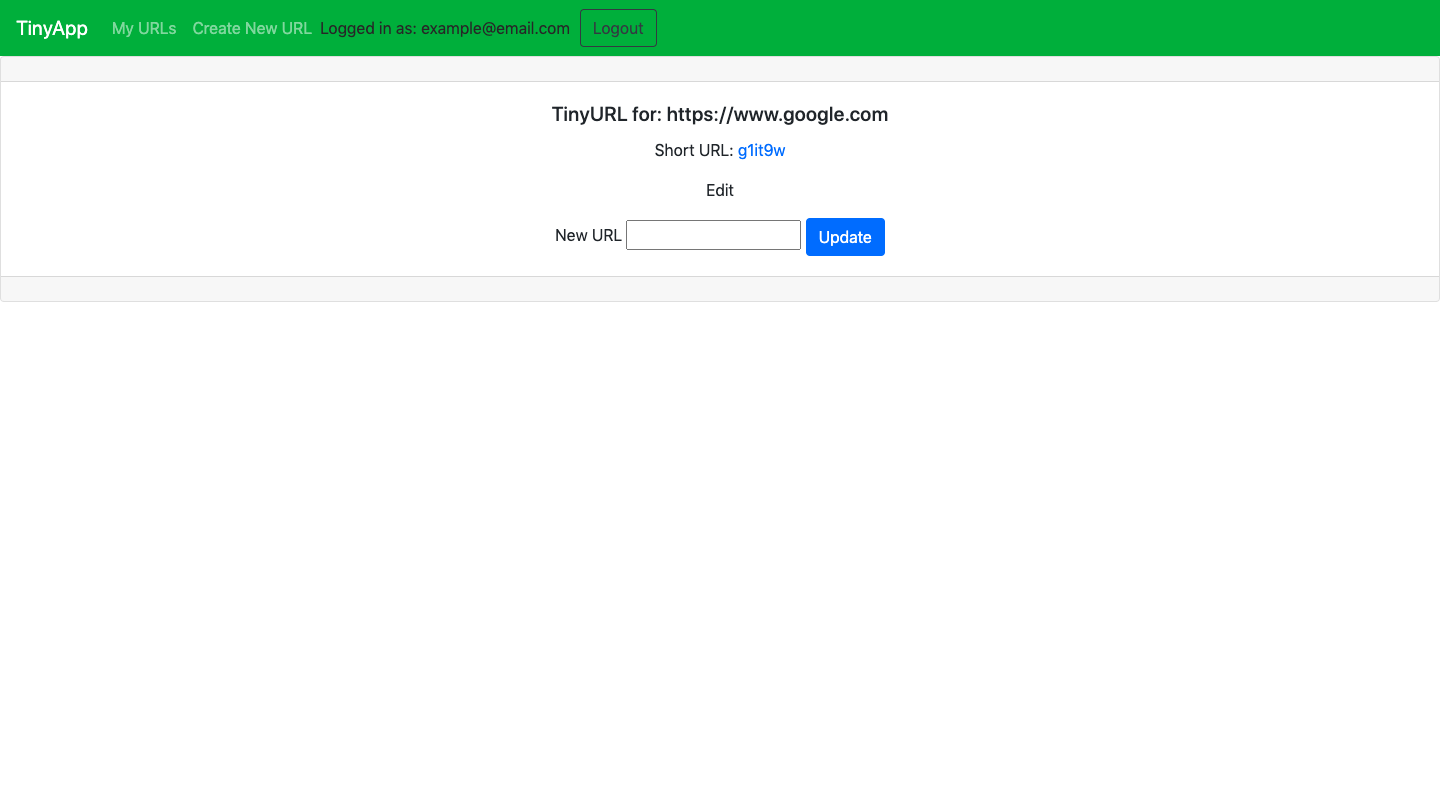 TinyApp My URLs Create New URL Logged in as: example@email.com Logout
TinyURL for: https://www.google.com
Short URL: g1it9w
Edit
New URL Update